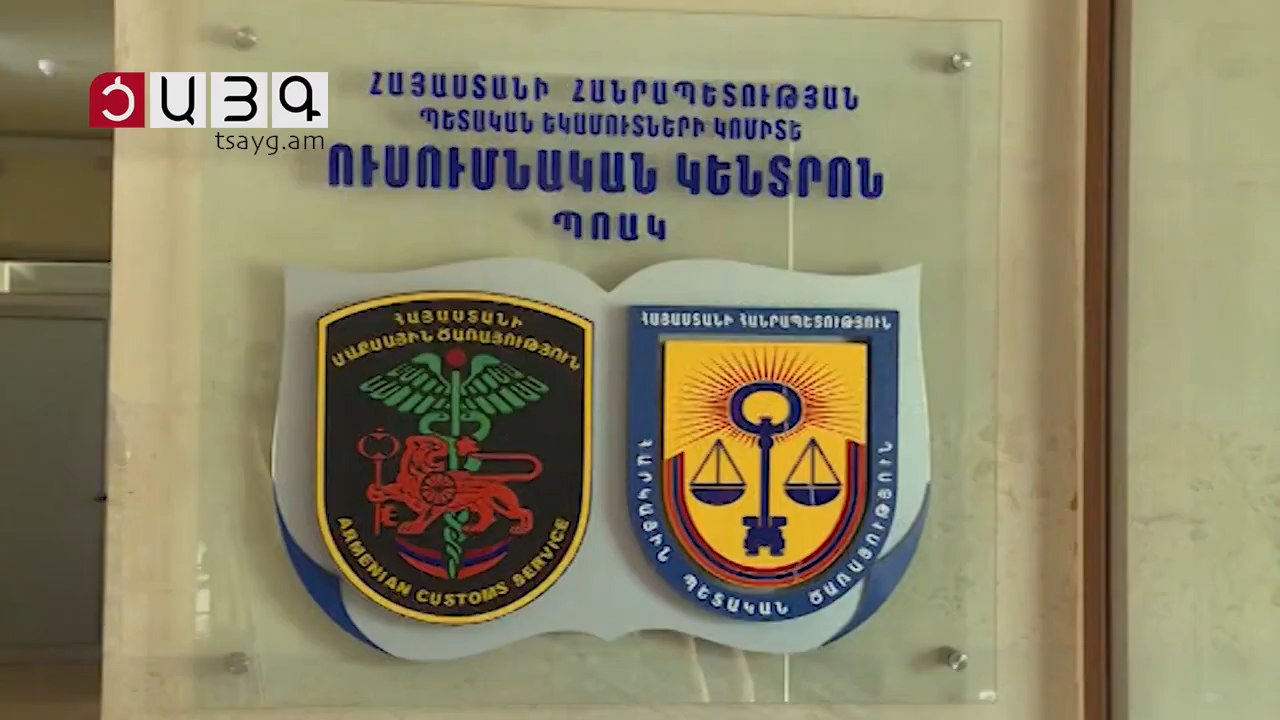 ՀԱՅԱՍՏԱՆԻ ՀԱՆՐԱՊԵՏՈՒԹՅԱՆ
ՊԵՏԱԿԱՆ ԵԿԱՄՈՒՏՆԵՐԻ ԿՈՄԻՏԵ
ՈՒՍՈՒՄՆԱԿԱՆ ԿԵՆՏՐՈՆ
ՊՈԱԿ
ԾԱՅԳ
tsayg.am
ՀԱՅԱՍՏԱՆԻ
ՄԱՔՍԱՅԻՆ ԾԱՌԱՅՈՒԹՅՈՒՆ
ARMENIAN CUSTOMS SERVICE
ՀԱՅԱՍՏԱՆԻ ՀԱՆՐԱՊԵՏՈՒԹՅՈՒՆ
ՊԵՏԱԿԱՆ ԾԱՌԱՅՈՒԹՅՈՒՆ